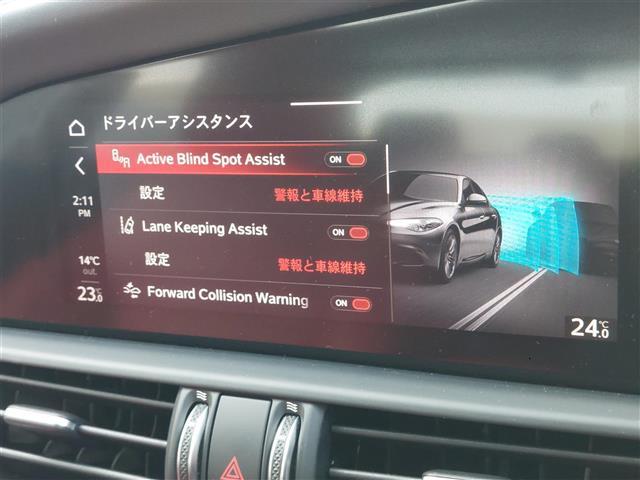 ドライバーアシスタンス
Active Blind Spot Assist ON
設定 警報と車線維持
2:11
PM
Lane Keeping Assist ON
設定 警報と車線維持
14℃
out.
23.0℃
Forward Collision Warning ON
24.0℃